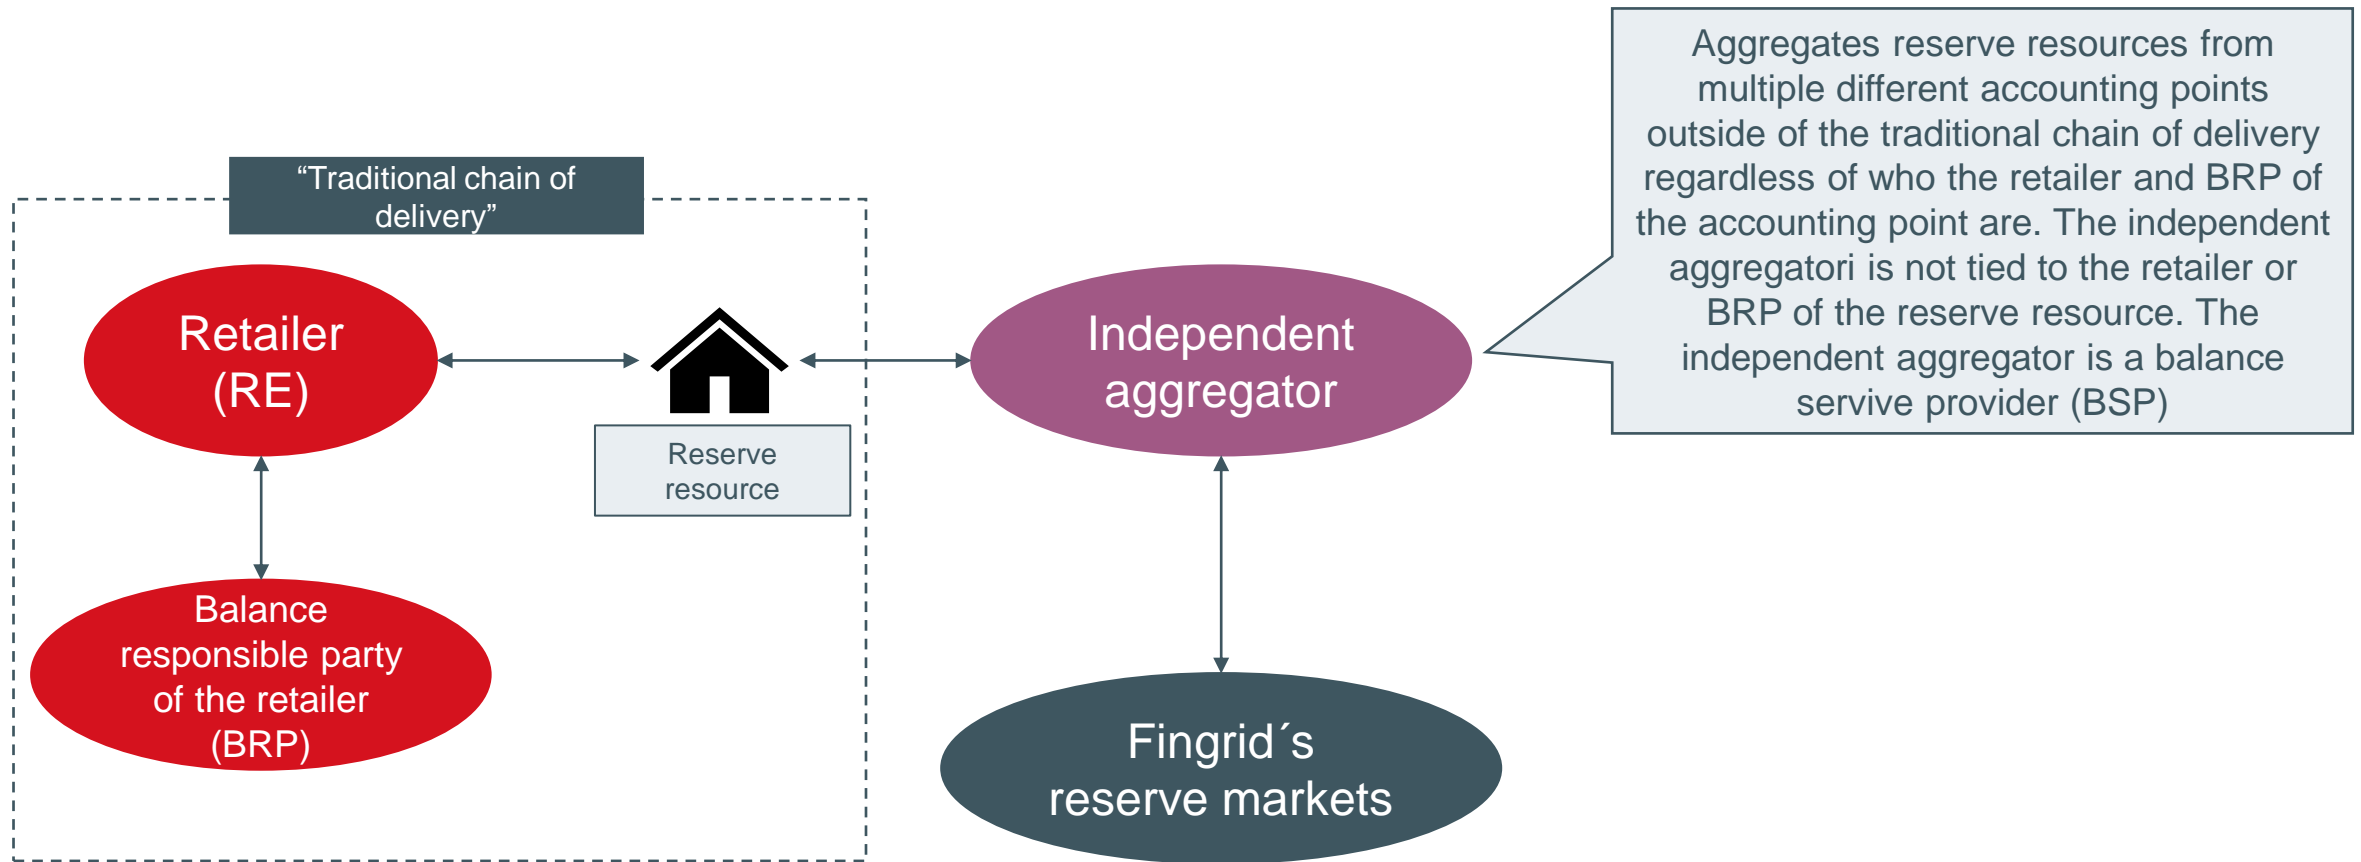 “Traditional chain of
delivery”
Retailer
(RE)
Reserve
resource
Balance
responsible party
of the retailer
(BRP)
Independent
aggregator
Fingrid´s
reserve markets
Aggregates reserve resources from
multiple different accounting points
outside of the traditional chain of delivery
regardless of who the retailer and BRP of
the accounting point are. The independent
aggregatori is not tied to the retailer or
BRP of the reserve resource. The
independent aggregator is a balance
servive provider (BSP)